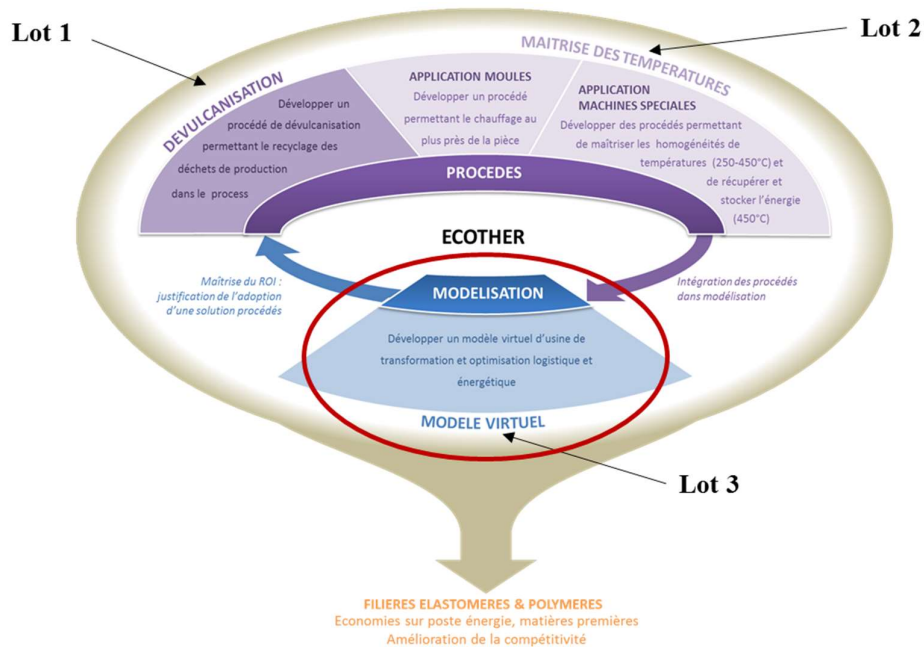 Lot 1
Lot 2
MAITRISE DES TEMPERATURES
DEVULCANISATION
Développer un
procédé de dévulcanisation
permettant le recyclage des
déchets de production
dans le process
APPLICATION MOULES
Développer un procédé
permettant le chauffage au
plus près de la pièce
APPLICATION
MACHINES SPECIALES
Développer des procédés permettant
de maîtriser les homogénéités de
températures (250-450°C) et
de récupérer et
stocker l'énergie
(450°C)
PROCEDES
ECOTHER
Maîtrise du ROI :
justification de l'adoption
d'une solution procédés
Intégration des procédés
dans modélisation
MODELISATION
Développer un modèle virtuel d'usine de
transformation et optimisation logistique et
énergétique
MODELE VIRTUEL
Lot 3
FILIERES ELASTOMERES & POLYMERES
Economies sur poste énergie, matières premières
Amélioration de la compétitivité